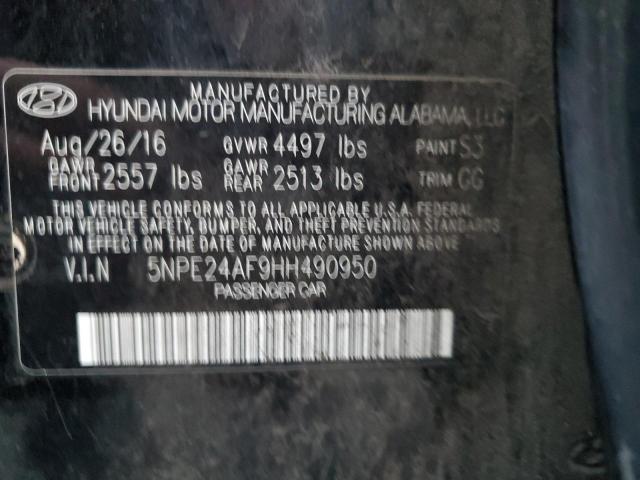 MANUFACTURED BY
HYUNDAI MOTOR MANUFACTURING ALABAMA, LLC
Aug/26/16 GVWR 4497 lbs PAINT S3
GAWR FRONT 2557 lbs GAWR REAR 2513 lbs TRIM GG
THIS VEHICLE CONFORMS TO ALL APPLICABLE U.S.A. FEDERAL
MOTOR VEHICLE SAFETY, BUMPER, AND THEFT PREVENTION STANDARDS
IN EFFECT ON THE DATE OF MANUFACTURE SHOWN ABOVE.
V.I.N 5NPE24AF9HH490950
PASSENGER CAR